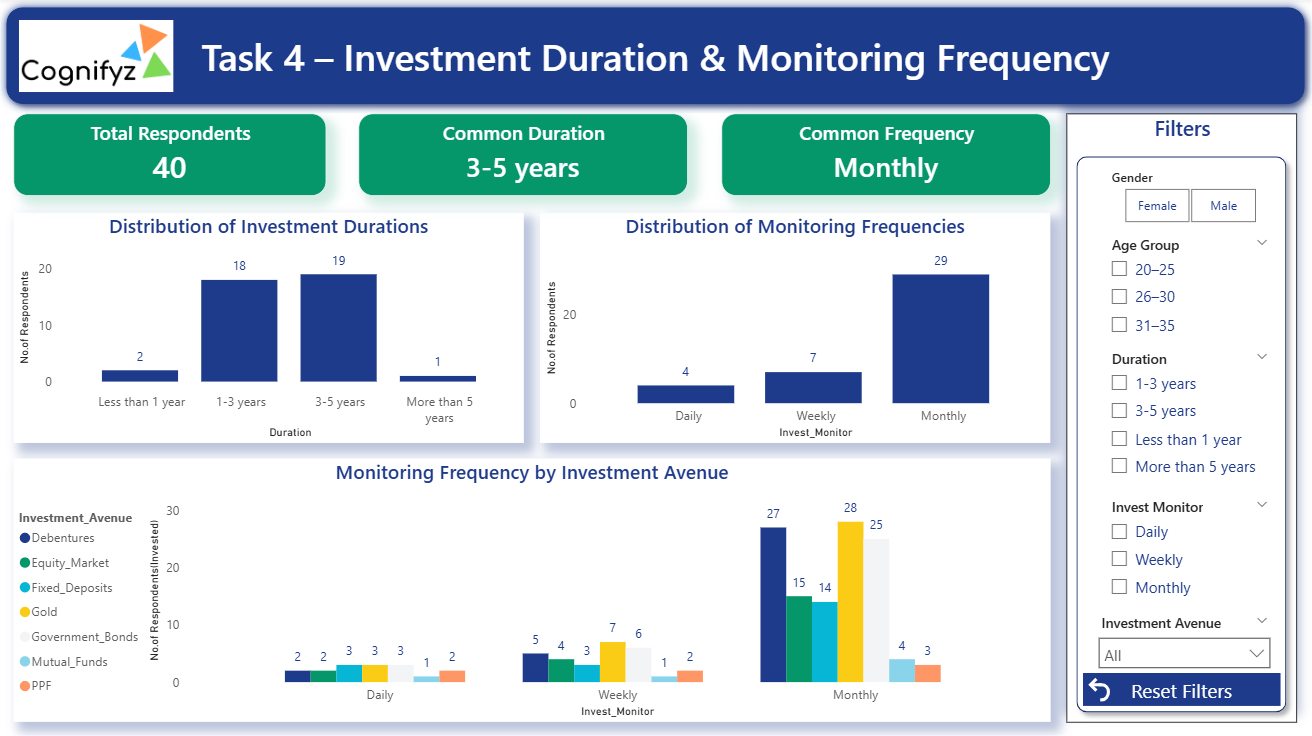 Cognifyz
Task 4 – Investment Duration & Monitoring Frequency
Total Respondents
40
Common Duration
3-5 years
Common Frequency
Monthly
Distribution of Investment Durations
No.of Respondents
20
10
0
2
18
19
1
Less than 1 year
1-3 years
3-5 years
More than 5
years
Duration
Distribution of Monitoring Frequencies
No.of Respondents
20
0
4
7
29
Daily
Weekly
Monthly
Invest_Monitor
Monitoring Frequency by Investment Avenue
Investment_Avenue
Debentures
Equity_Market
Fixed_Deposits
Gold
Government_Bonds
Mutual_Funds
PPF
No.of Respondents(Invested)
30
20
10
0
2
2
3
3
3
1
2
5
4
3
7
6
1
2
27
15
14
28
25
4
3
Daily
Weekly
Monthly
Invest_Monitor
Filters
Gender
Female
Male
Age Group
20–25
26–30
31–35
Duration
1-3 years
3-5 years
Less than 1 year
More than 5 years
Invest Monitor
Daily
Weekly
Monthly
Investment Avenue
All
Reset Filters